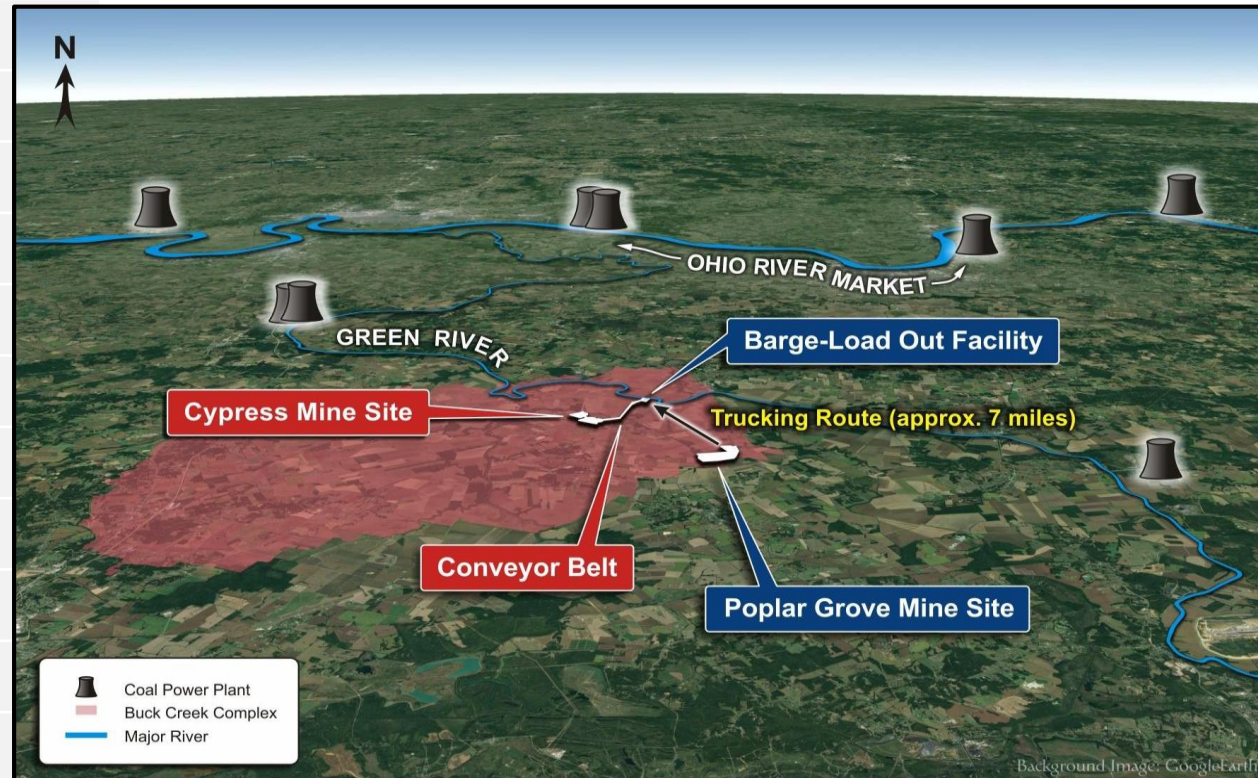 N
OHIO RIVER MARKET
GREEN RIVER
Barge-Load Out Facility
Cypress Mine Site
Trucking Route (approx. 7 miles)
Conveyor Belt
Poplar Grove Mine Site
Coal Power Plant
Buck Creek Complex
Major River
Background Image: GoogleEarth